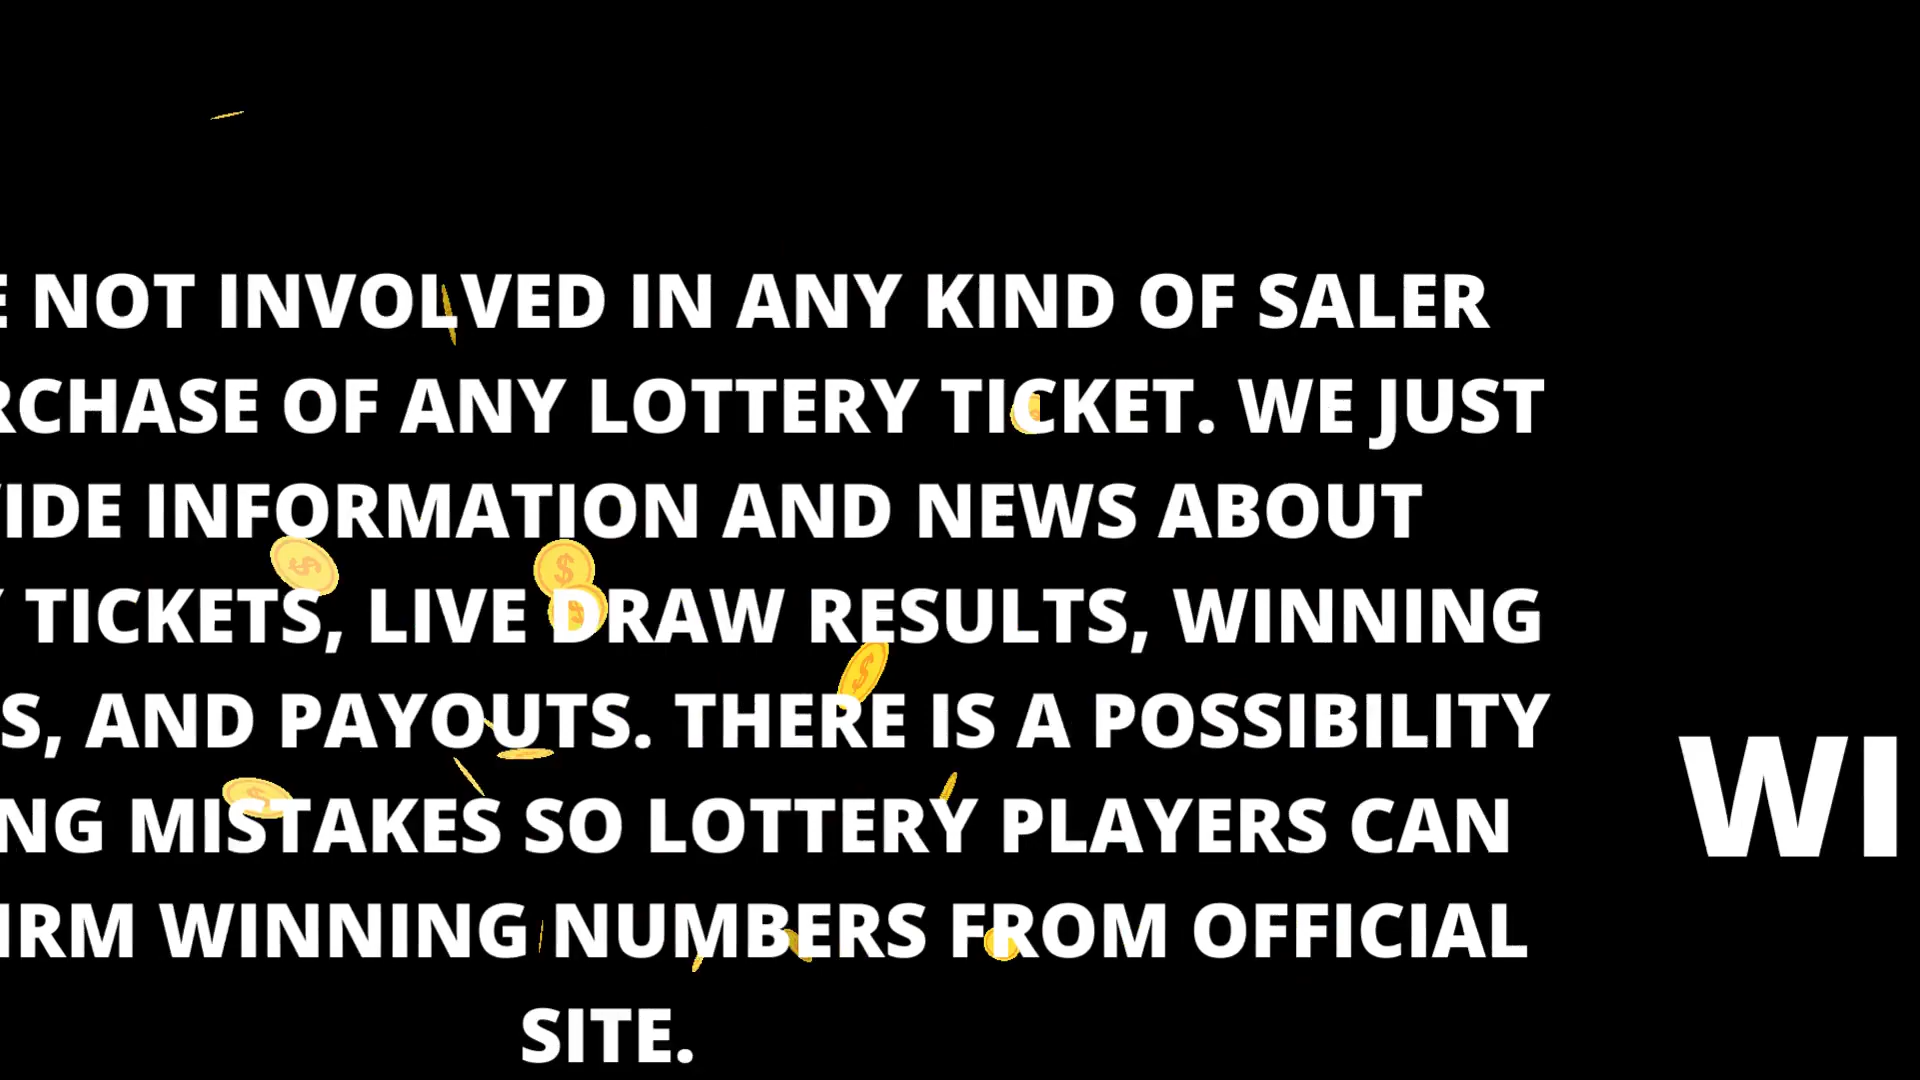 E NOT INVOLVED IN ANY KIND OF SALER
RCHASE OF ANY LOTTERY TICKET. WE JUST
IDE INFORMATION AND NEWS ABOUT
TICKETS, LIVE DRAW RESULTS, WINNING
S, AND PAYOUTS. THERE IS A POSSIBILITY
NG MISTAKES SO LOTTERY PLAYERS CAN
IRM WINNING NUMBERS FROM OFFICIAL
SITE.
WI